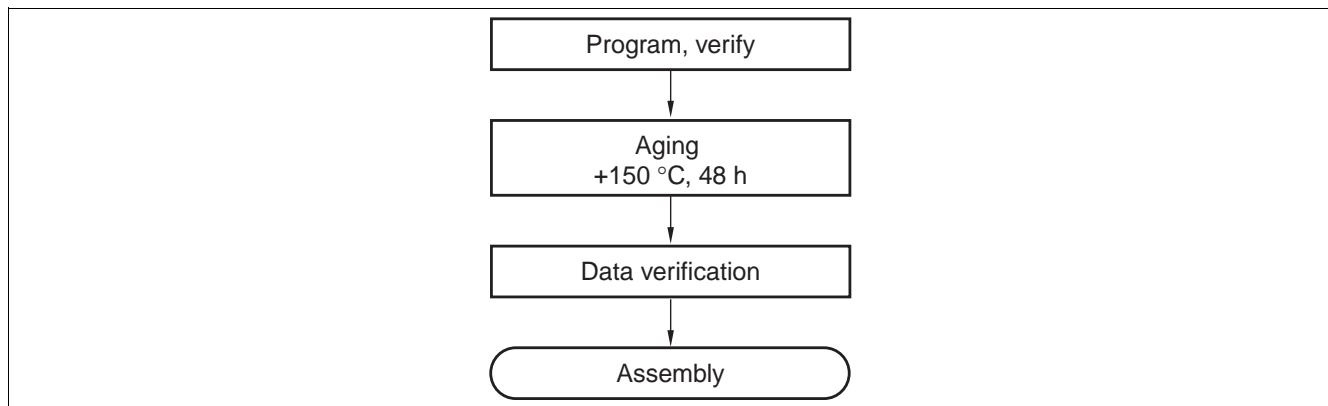 Program, verify
Aging
+150 °C, 48 h
Data verification
Assembly